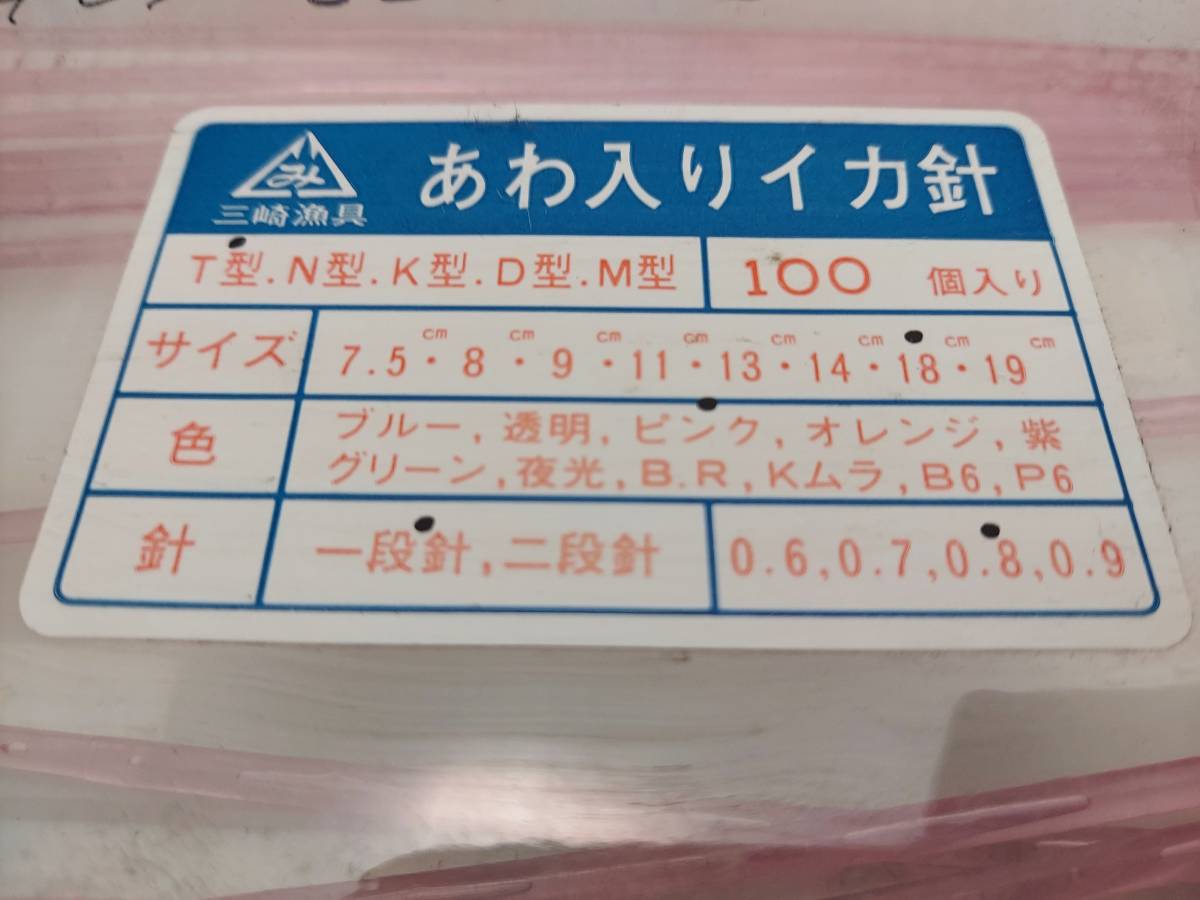 み
三崎漁具
あわ入りイカ針
T型.N型.K型.D型.M型
100 個入り
サイズ
7.5cm・8cm・9cm・11cm・13cm・14cm・18cm・19cm
色
ブルー,透明,ピンク,オレンジ,紫
グリーン,夜光,B.R,Kムラ,B6,P6
針
一段針,二段針
0.6,0.7,0.8,0.9